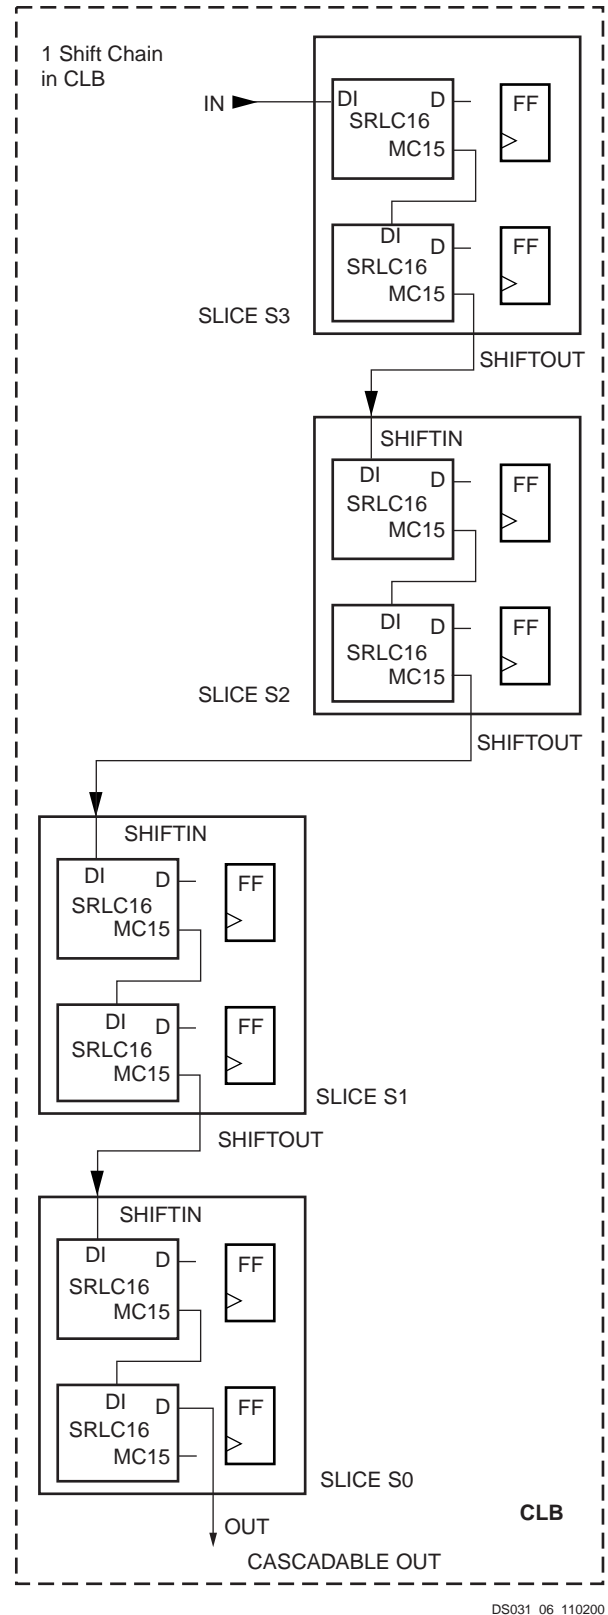 1 Shift Chain
in CLB
IN
DI
D
SRLC16
MC15
FF
DI
D
SRLC16
MC15
FF
SLICE S3
SHIFTOUT
SHIFTIN
DI
D
SRLC16
MC15
FF
DI
D
SRLC16
MC15
FF
SLICE S2
SHIFTOUT
SHIFTIN
DI
D
SRLC16
MC15
FF
DI
D
SRLC16
MC15
FF
SLICE S1
SHIFTOUT
SHIFTIN
DI
D
SRLC16
MC15
FF
DI
D
SRLC16
MC15
FF
SLICE S0
OUT
CLB
CASCADABLE OUT
DS031_06_110200